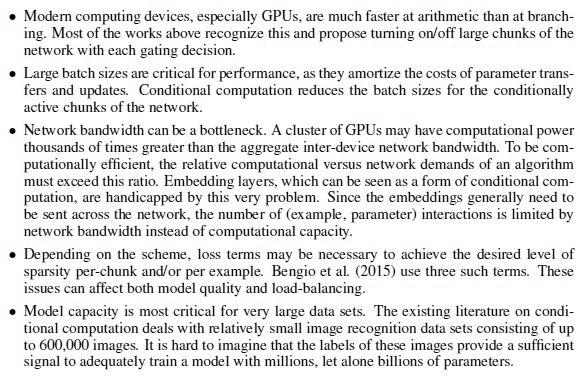 • Modern computing devices, especially GPUs, are much faster at arithmetic than at branch-
ing. Most of the works above recognize this and propose turning on/off large chunks of the
network with each gating decision.
• Large batch sizes are critical for performance, as they amortize the costs of parameter trans-
fers and updates. Conditional computation reduces the batch sizes for the conditionally
active chunks of the network.
• Network bandwidth can be a bottleneck. A cluster of GPUs may have computational power
thousands of times greater than the aggregate inter-device network bandwidth. To be com-
putationally efficient, the relative computational versus network demands of an algorithm
must exceed this ratio. Embedding layers, which can be seen as a form of conditional com-
putation, are handicapped by this very problem. Since the embeddings generally need to
be sent across the network, the number of (example, parameter) interactions is limited by
network bandwidth instead of computational capacity.
• Depending on the scheme, loss terms may be necessary to achieve the desired level of
sparsity per-chunk and/or per example. Bengio et al. (2015) use three such terms. These
issues can affect both model quality and load-balancing.
• Model capacity is most critical for very large data sets. The existing literature on condi-
tional computation deals with relatively small image recognition data sets consisting of up
to 600,000 images. It is hard to imagine that the labels of these images provide a sufficient
signal to adequately train a model with millions, let alone billions of parameters.